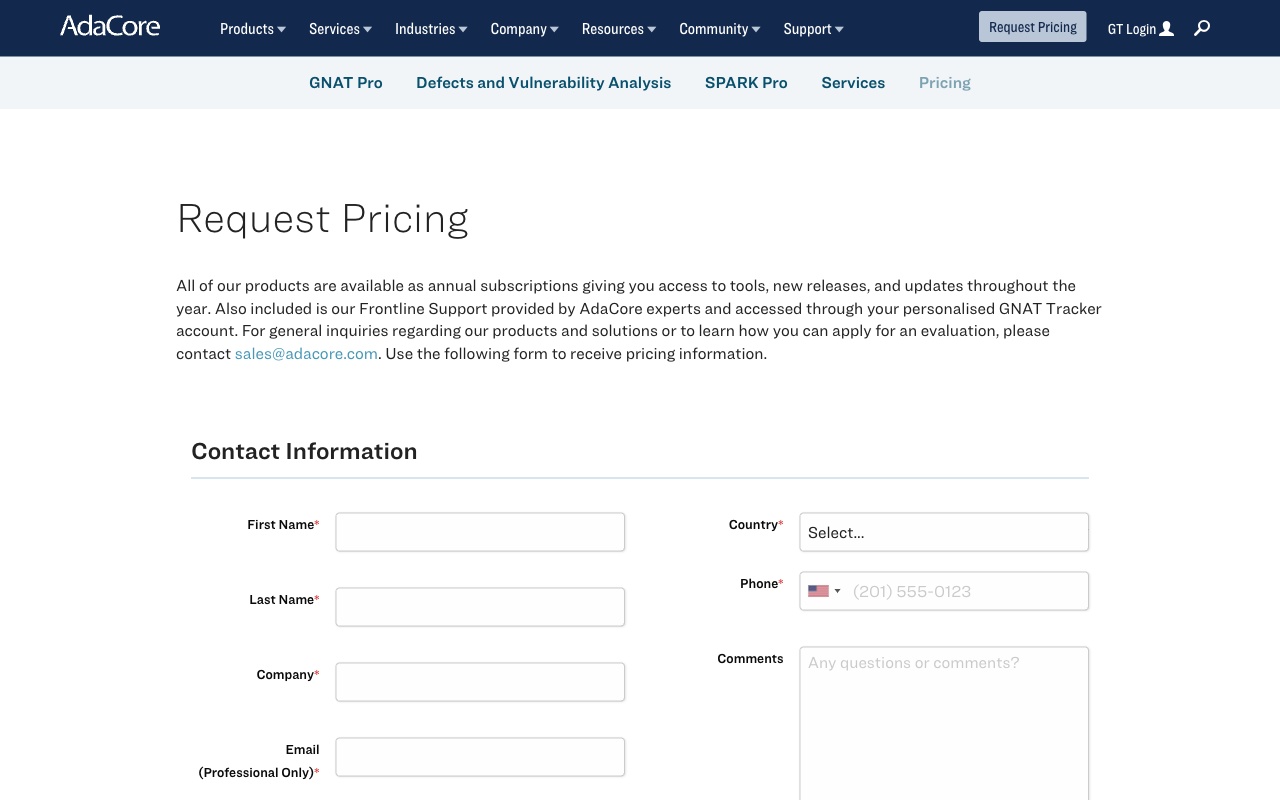 AdaCore
Products Services Industries Company Resources Community Support Request Pricing GT Login
GNAT Pro Defects and Vulnerability Analysis SPARK Pro Services Pricing
Request Pricing
All of our products are available as annual subscriptions giving you access to tools, new releases, and updates throughout the
year. Also included is our Frontline Support provided by AdaCore experts and accessed through your personalised GNAT Tracker
account. For general inquiries regarding our products and solutions or to learn how you can apply for an evaluation, please
contact sales@adacore.com. Use the following form to receive pricing information.
Contact Information
First Name*
Last Name*
Company*
Email
(Professional Only)*
Country*
Select...
Phone*
(201) 555-0123
Comments
Any questions or comments?